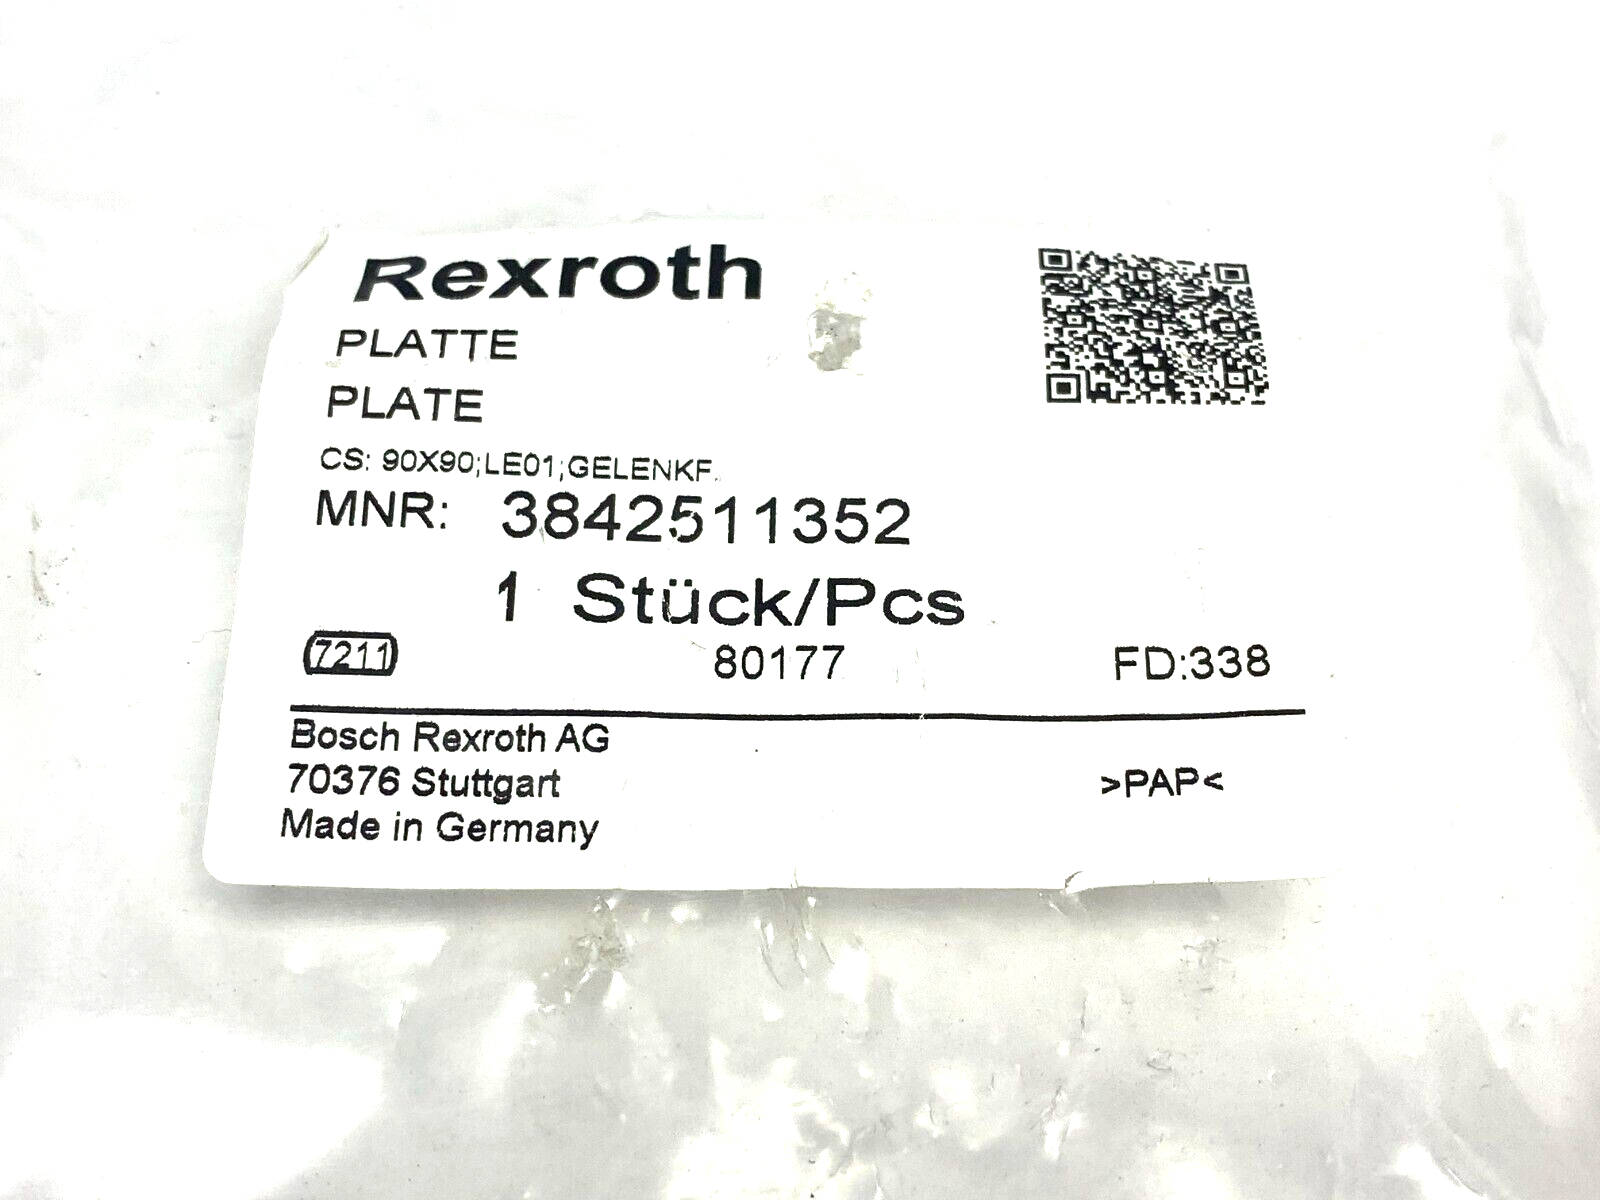 Rexroth
PLATTE
PLATE
CS: 90X90;LE01;GELENKF.
MNR: 3842511352
1 Stück/Pcs
7211 80177 FD:338
Bosch Rexroth AG
70376 Stuttgart >PAP<
Made in Germany